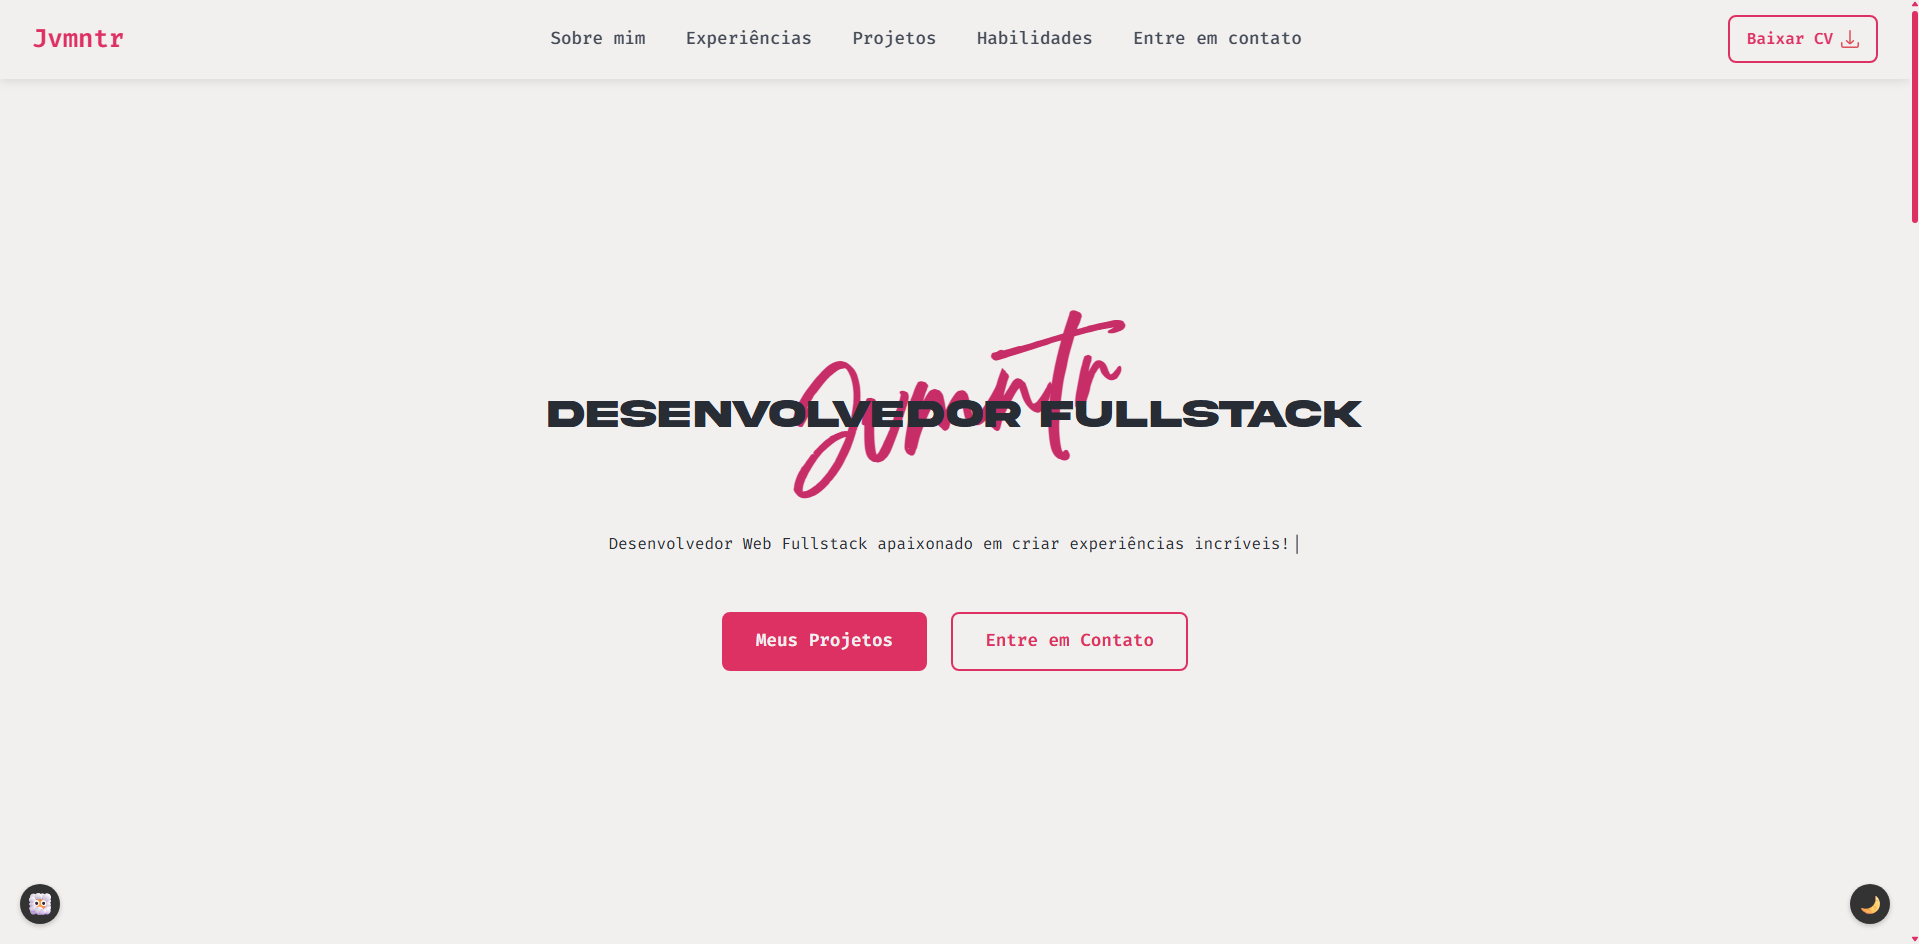 Jvmntr
Sobre mim
Experiências
Projetos
Habilidades
Entre em contato
Baixar CV
Jvmntr
DESENVOLVEDOR FULLSTACK
Desenvolvedor Web Fullstack apaixonado em criar experiências incríveis!
Meus Projetos
Entre em Contato